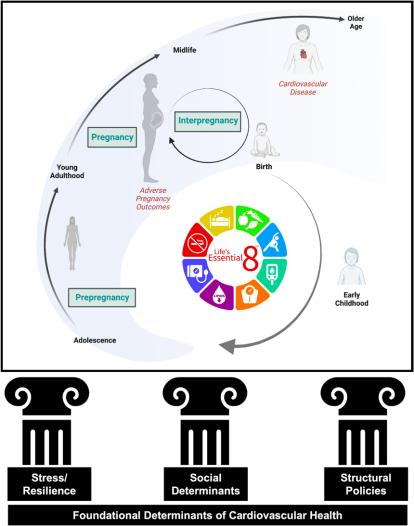 Older
Age
Midlife
Cardiovascular
Disease
Interpregnancy
Pregnancy
Birth
Young
Adulthood
Adverse
Pregnancy
Outcomes
Life's
Essential 8
Prepregnancy
Early
Childhood
Adolescence
Stress/
Resilience
Social
Determinants
Structural
Policies
Foundational Determinants of Cardiovascular Health